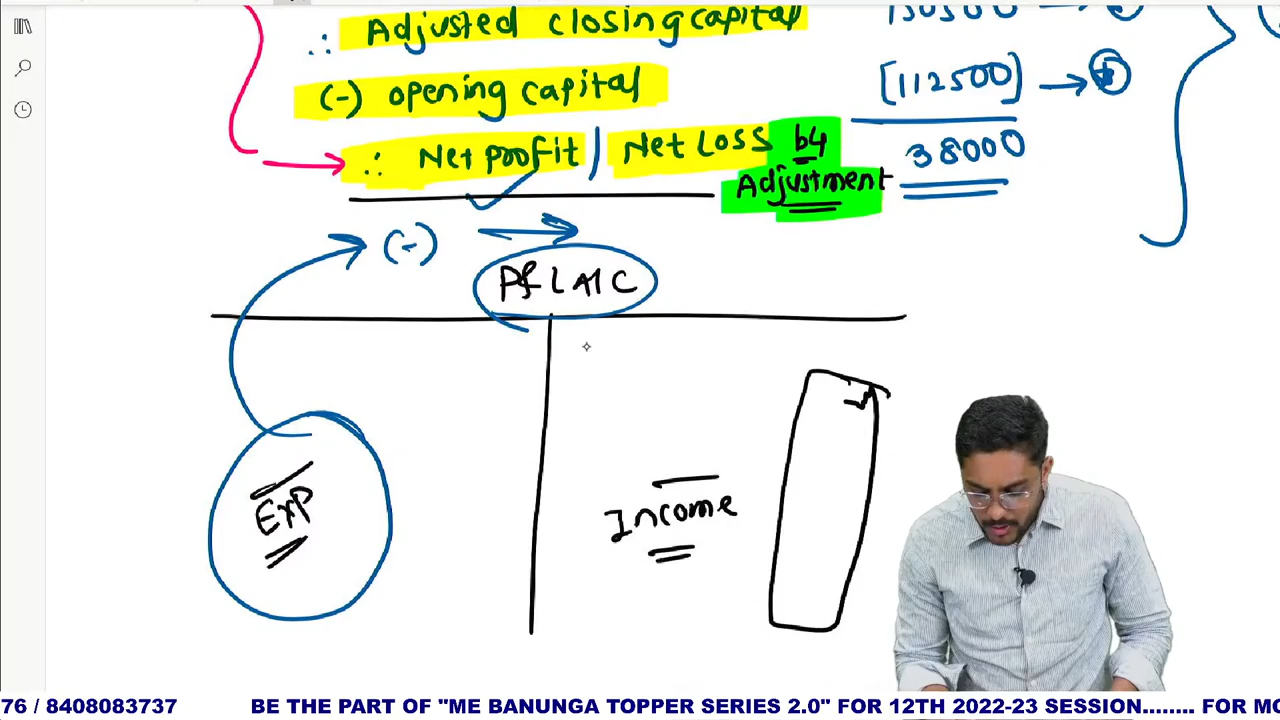 ∴ Adjusted closing capital 150500 →
(-) opening capital [112500] →
∴ Net profit / Net Loss b4 38000
Adjustment
(-)
P&L A/C
Exp
Income
76 / 8408083737 BE THE PART OF "ME BANUNGA TOPPER SERIES 2.0" FOR 12TH 2022-23 SESSION........ FOR MO